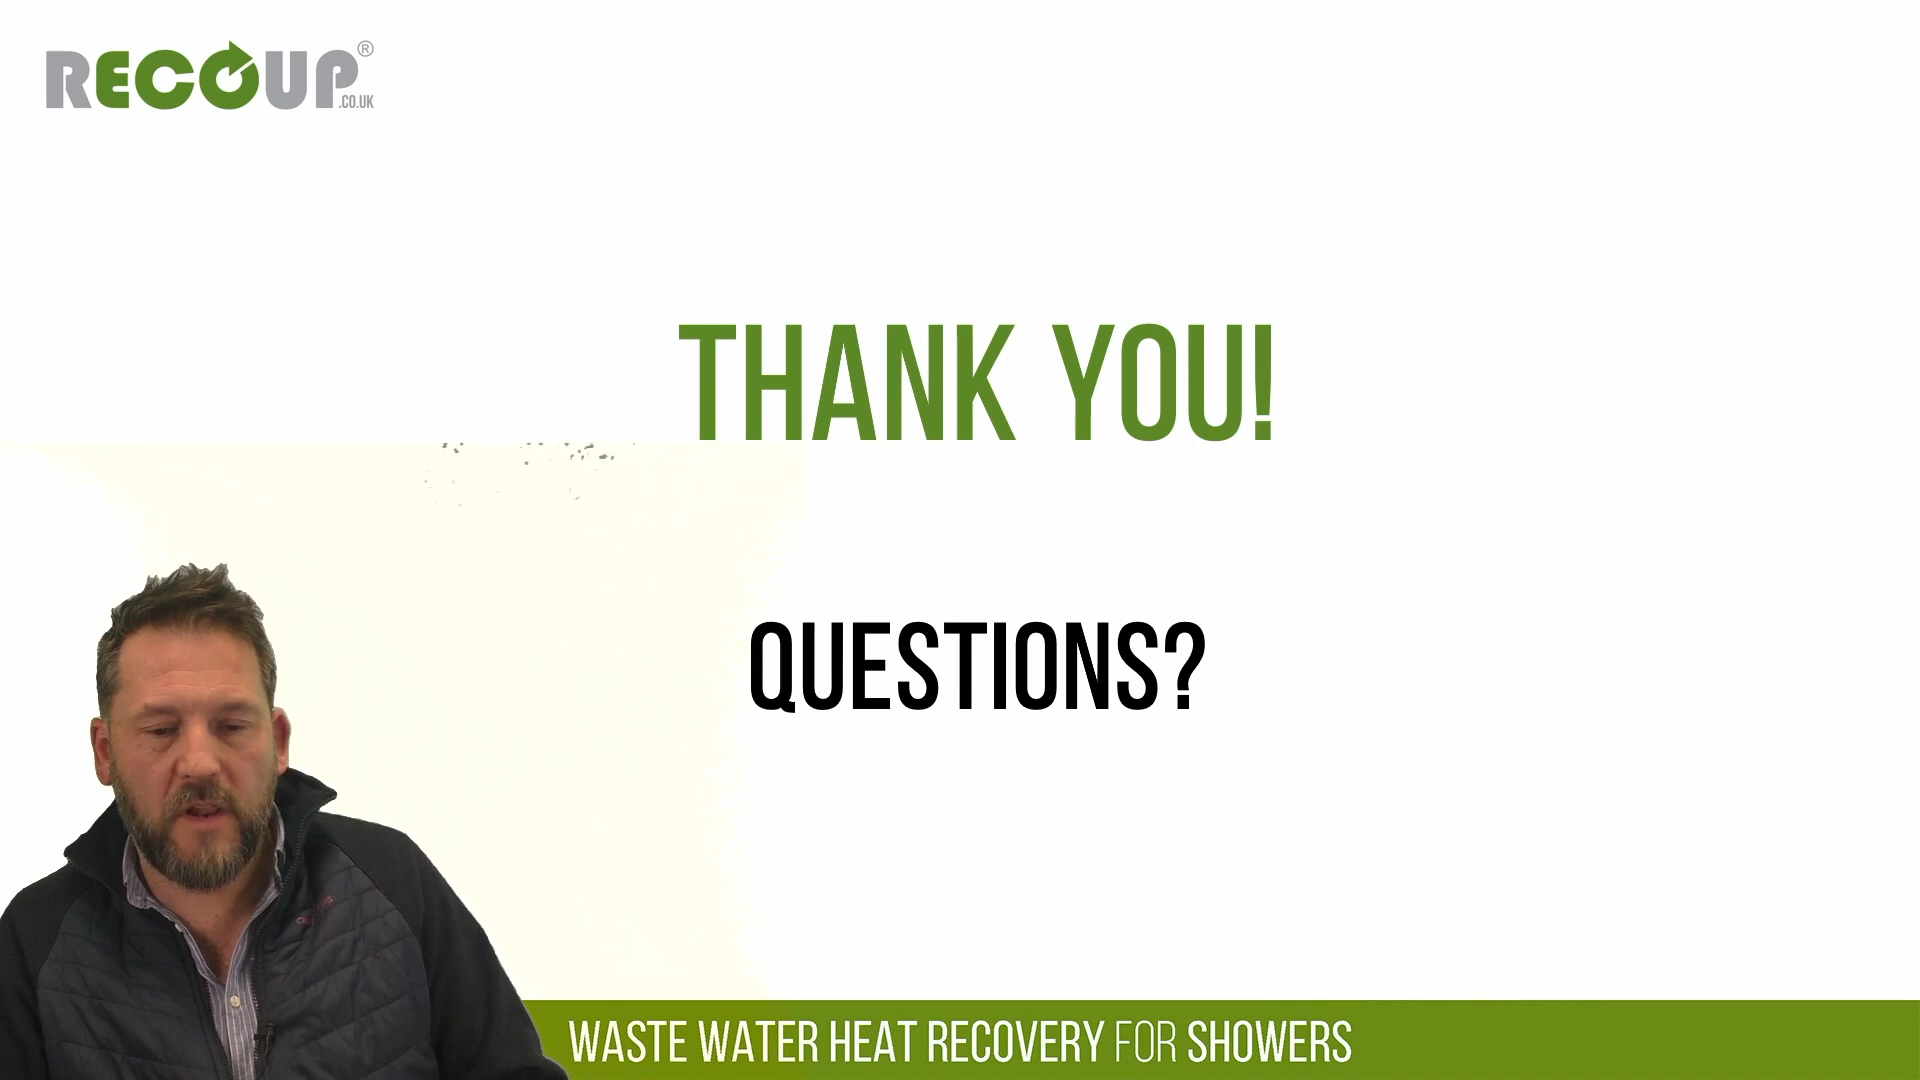 RECOUP®
.CO.UK
THANK YOU!
QUESTIONS?
WASTE WATER HEAT RECOVERY FOR SHOWERS